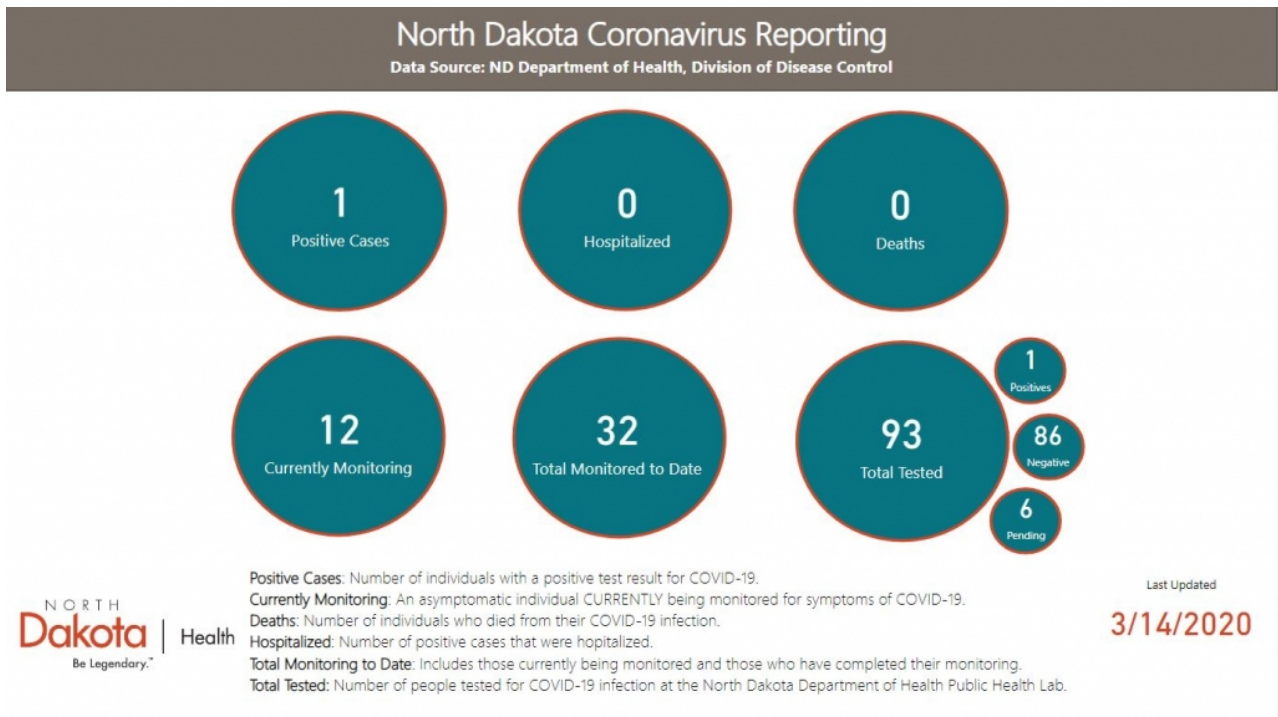 North Dakota Coronavirus Reporting
Data Source: ND Department of Health, Division of Disease Control
1
Positive Cases
0
Hospitalized
0
Deaths
12
Currently Monitoring
32
Total Monitored to Date
93
Total Tested
1
Positives
86
Negative
6
Pending
Positive Cases: Number of individuals with a positive test result for COVID-19.
Currently Monitoring: An asymptomatic individual CURRENTLY being monitored for symptoms of COVID-19.
Deaths: Number of individuals who died from their COVID-19 infection.
Hospitalized: Number of positive cases that were hopitalized.
Total Monitoring to Date: Includes those currently being monitored and those who have completed their monitoring.
Total Tested: Number of people tested for COVID-19 infection at the North Dakota Department of Health Public Health Lab.
NORTH
Dakota | Health
Be Legendary.™
Last Updated
3/14/2020